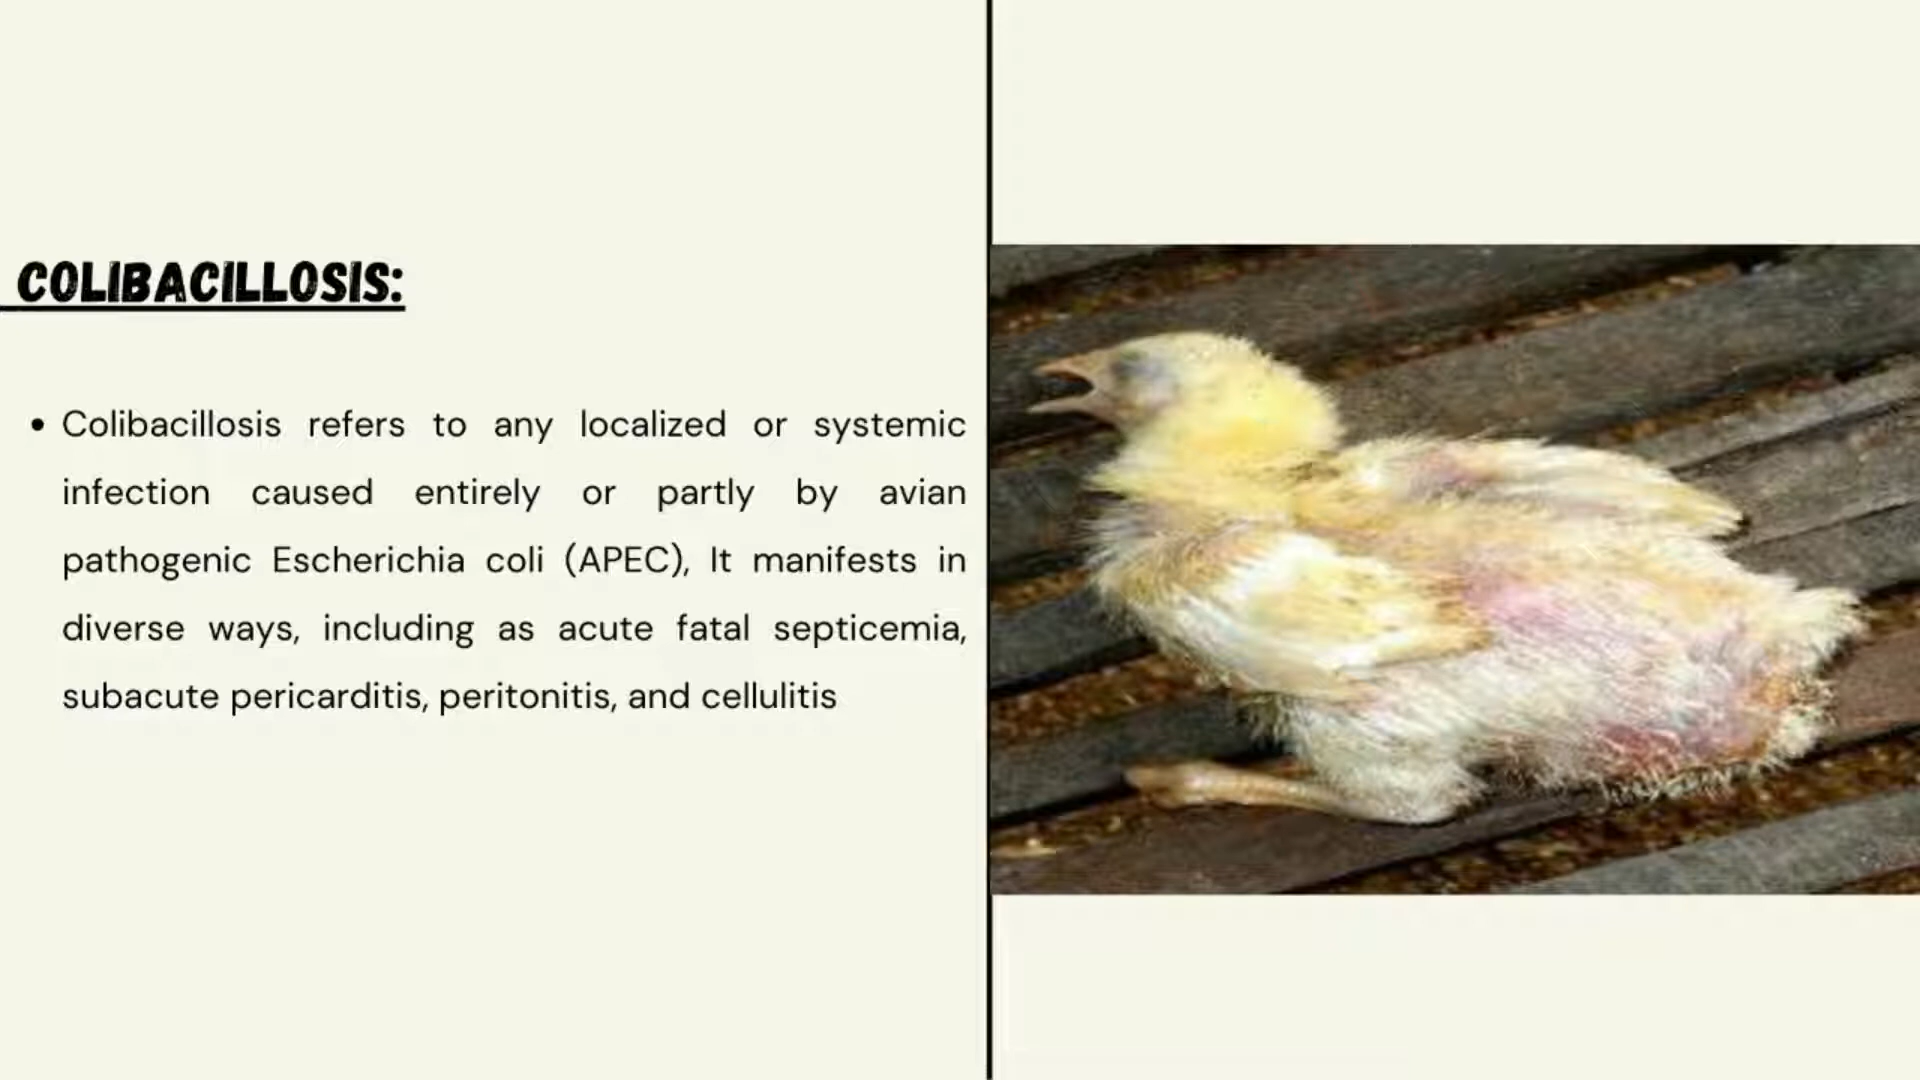 COLIBACILLOSIS:
• Colibacillosis refers to any localized or systemic
infection caused entirely or partly by avian
pathogenic Escherichia coli (APEC), It manifests in
diverse ways, including as acute fatal septicemia,
subacute pericarditis, peritonitis, and cellulitis